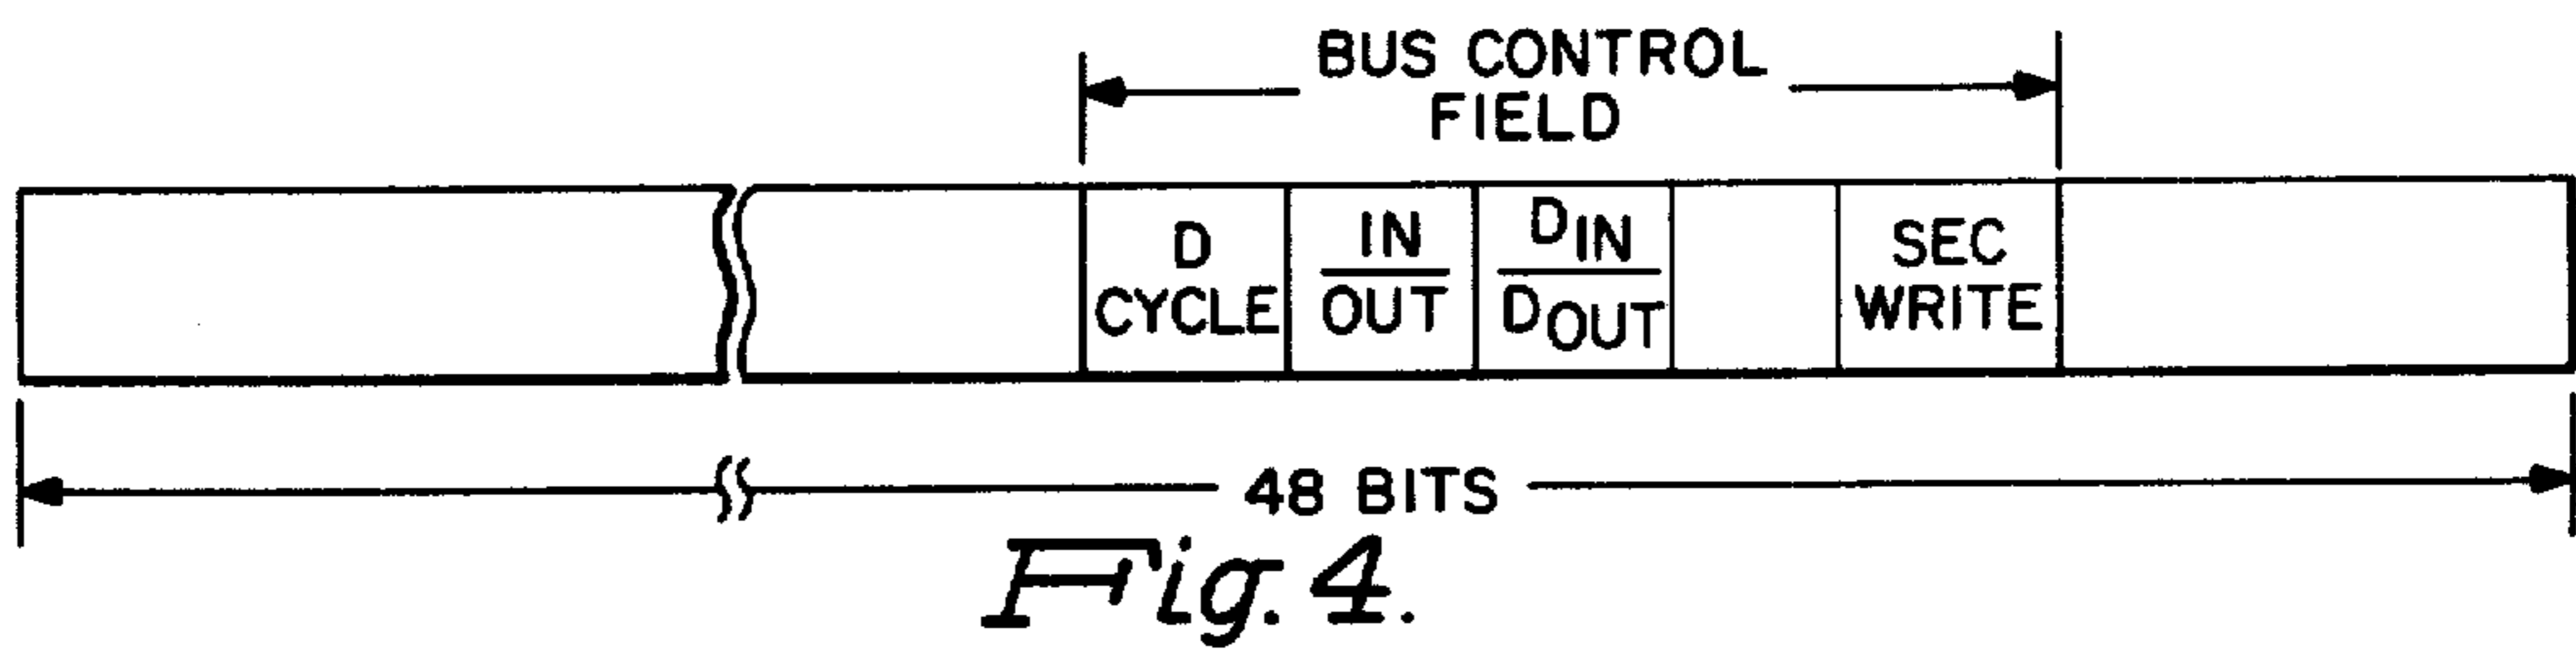 BUS CONTROL
FIELD
D
CYCLE
IN
OUT
DIN
DOUT
SEC
WRITE
48 BITS
Fig. 4.